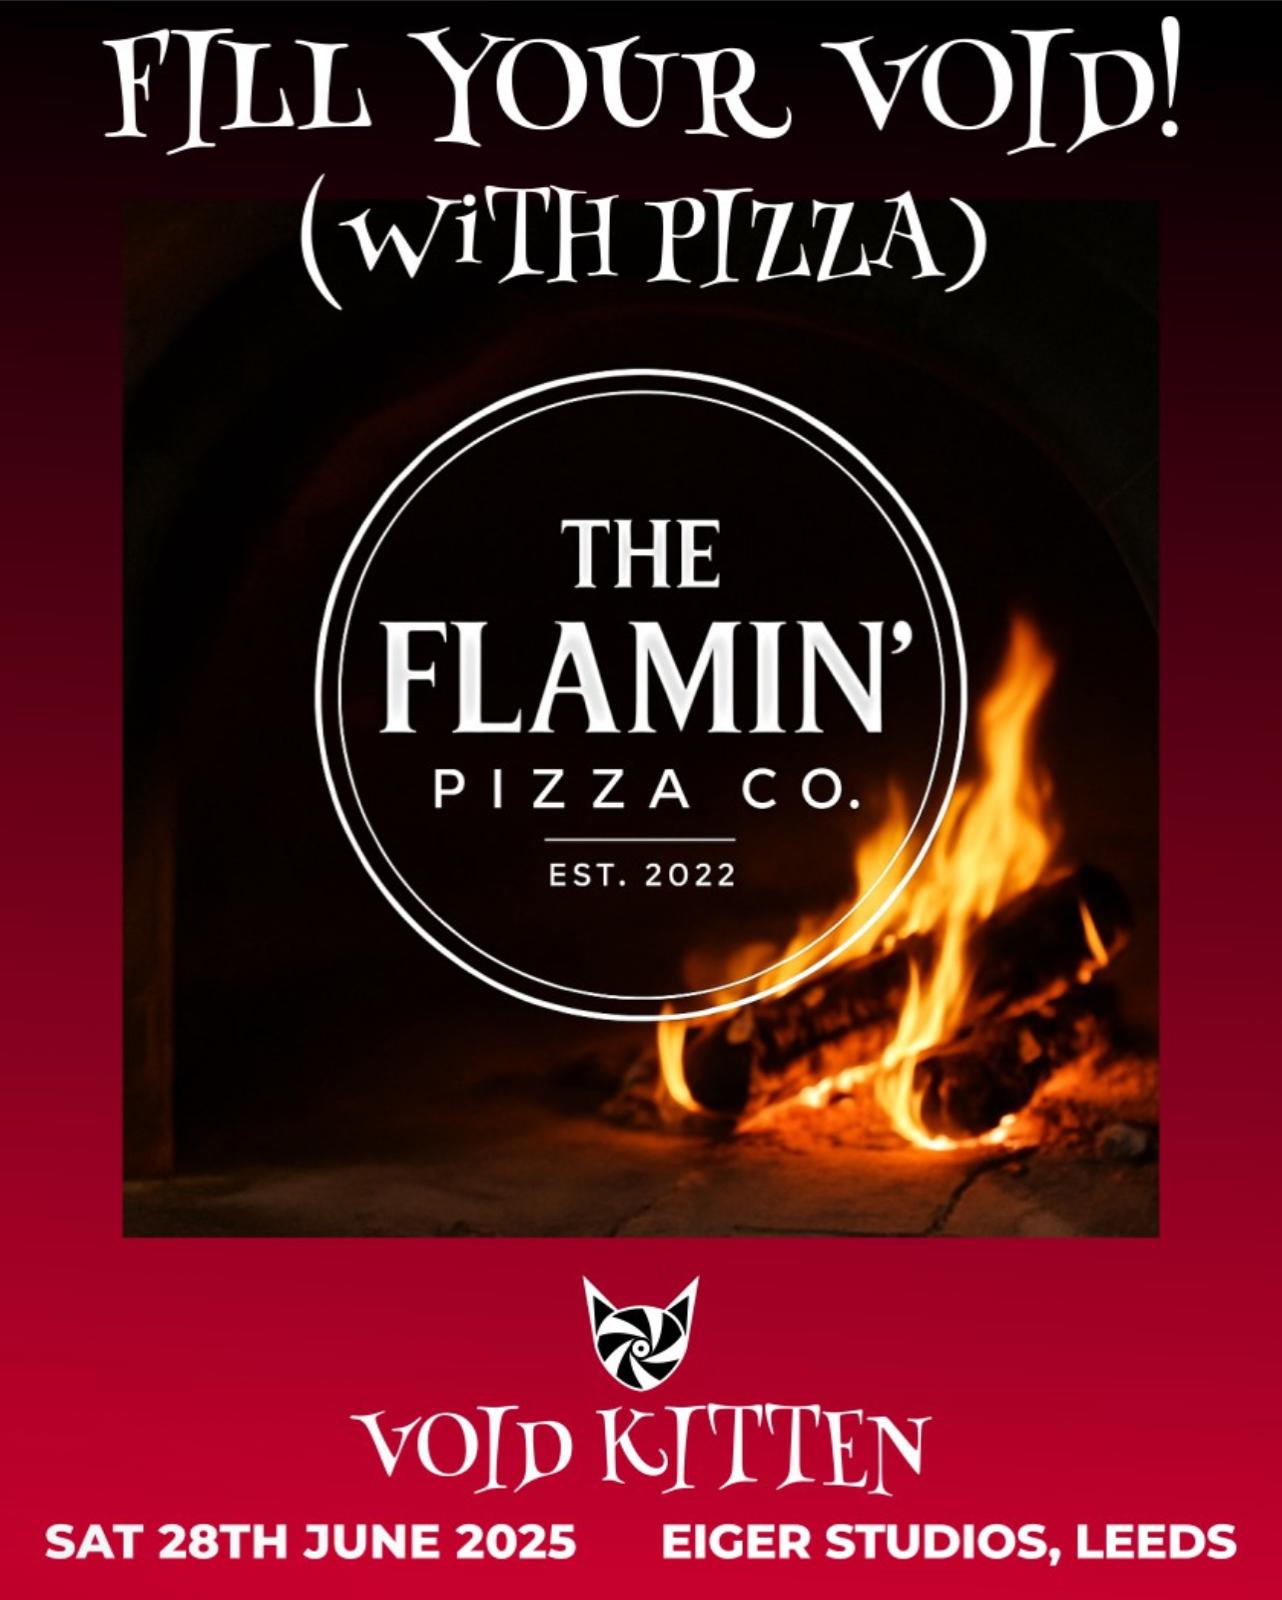 FILL YOUR VOID!
(WiTH PIZZA)
THE
FLAMIN’
PIZZA CO.
EST. 2022
VOID KITTEN
SAT 28TH JUNE 2025 EIGER STUDIOS, LEEDS